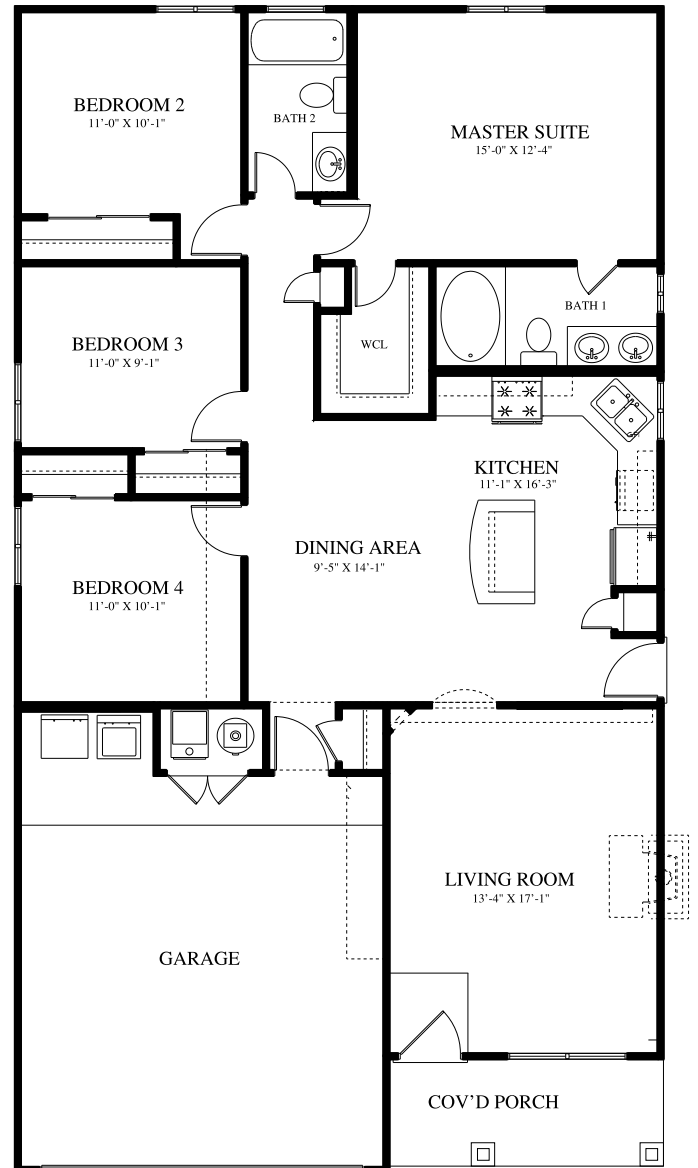 BEDROOM 2
11'-0" X 10'-1"
BATH 2
MASTER SUITE
15'-0" X 12'-4"
BATH 1
BEDROOM 3
11'-0" X 9'-1"
WCL
KITCHEN
11'-1" X 16'-3"
DINING AREA
9'-5" X 14'-1"
BEDROOM 4
11'-0" X 10'-1"
LIVING ROOM
13'-4" X 17'-1"
GARAGE
COV'D PORCH